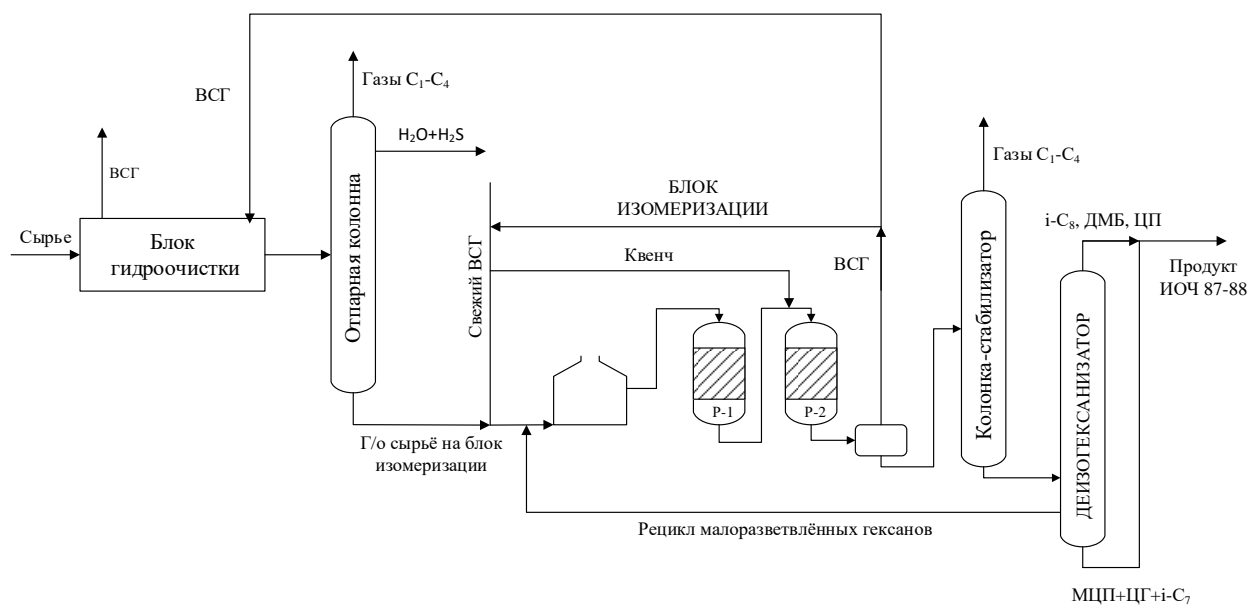 ВСГ
Газы C₁-C₄
H₂O+H₂S
ВСГ
Сырье
Блок
гидроочистки
Отпарная колонна
Свежий ВСГ
БЛОК
ИЗОМЕРИЗАЦИИ
Квенч
ВСГ
Р-1
Р-2
Г/о сырьё на блок
изомеризации
Газы C₁-C₄
Колонка-стабилизатор
i-C₈, ДМБ, ЦП
Продукт
ИОЧ 87-88
ДЕИЗОГЕКСАНИЗАТОР
Рецикл малоразветвлённых гексанов
МЦП+ЦГ+i-C₇